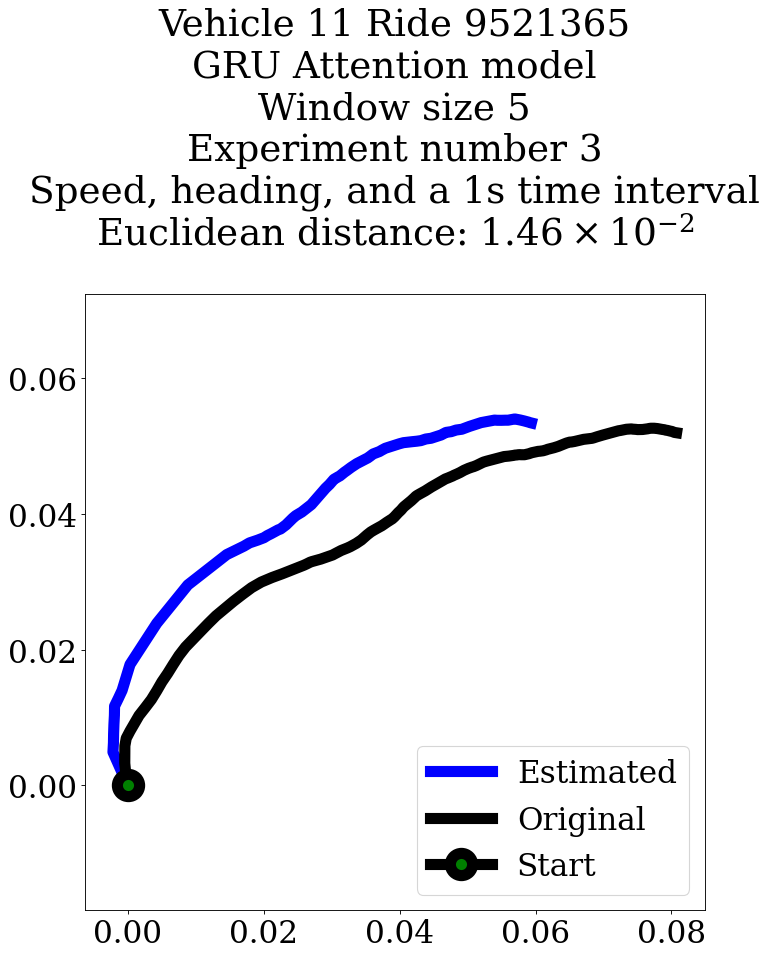 Vehicle 11 Ride 9521365
GRU Attention model
Window size 5
Experiment number 3
Speed, heading, and a 1s time interval
Euclidean distance: 1.46 × 10⁻²
0.06
0.04
0.02
0.00
Estimated
Original
Start
0.00 0.02 0.04 0.06 0.08